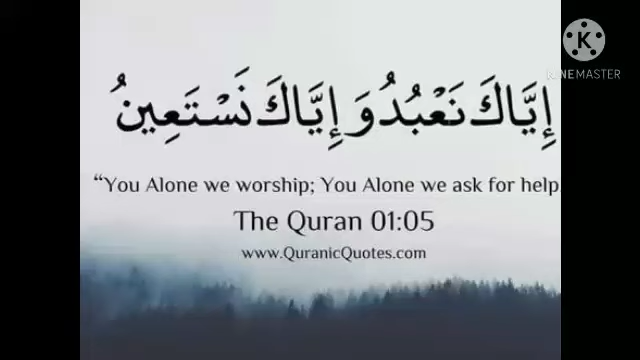 K
KINEMASTER
إِيَّاكَ نَعْبُدُ وَ إِيَّاكَ نَسْتَعِينُ
“You Alone we worship; You Alone we ask for help
The Quran 01:05
www.QuranicQuotes.com